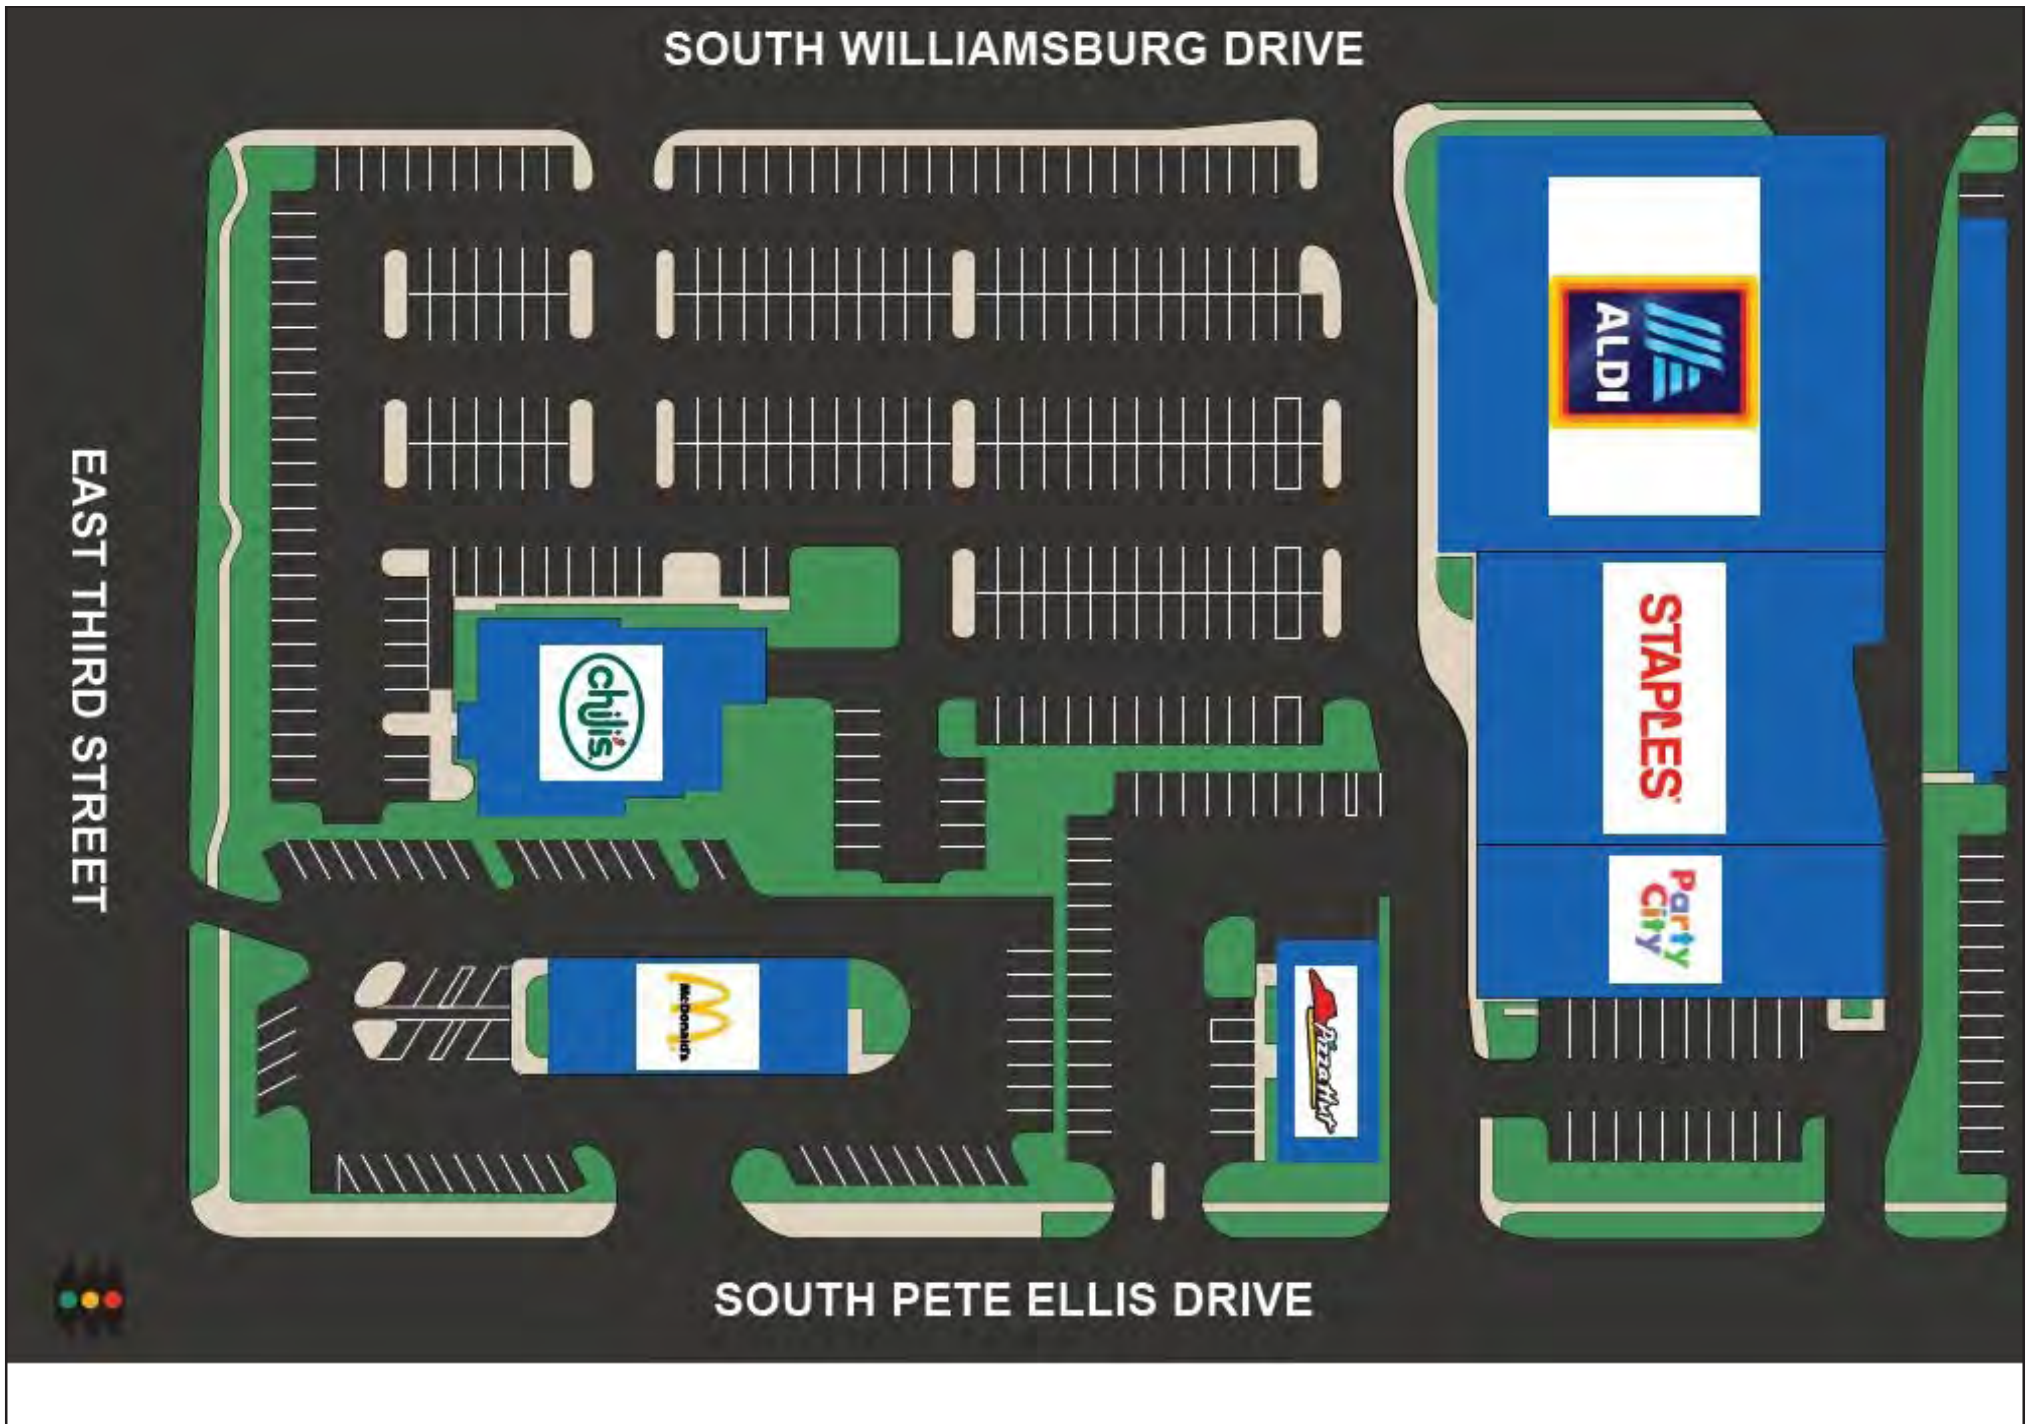 SOUTH WILLIAMSBURG DRIVE
ALDI
EAST THIRD STREET
STAPLES
chili's
Party
City
McDonald's
Pizza Hut
SOUTH PETE ELLIS DRIVE